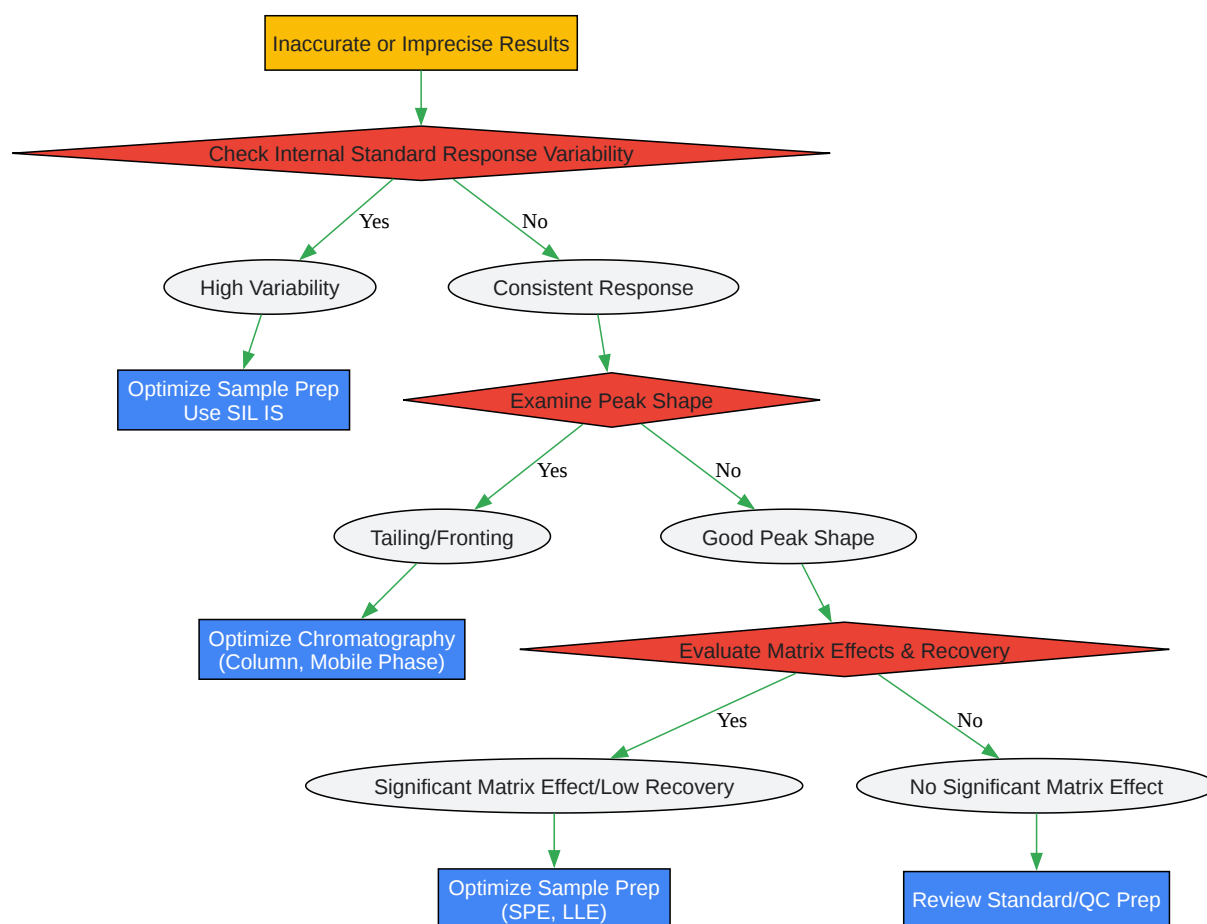 Inaccurate or Imprecise Results
Check Internal Standard Response Variability
Yes
No
High Variability
Consistent Response
Optimize Sample Prep
Use SIL IS
Examine Peak Shape
Yes
No
Tailing/Fronting
Good Peak Shape
Optimize Chromatography
(Column, Mobile Phase)
Evaluate Matrix Effects & Recovery
Yes
No
Significant Matrix Effect/Low Recovery
No Significant Matrix Effect
Optimize Sample Prep
(SPE, LLE)
Review Standard/QC Prep